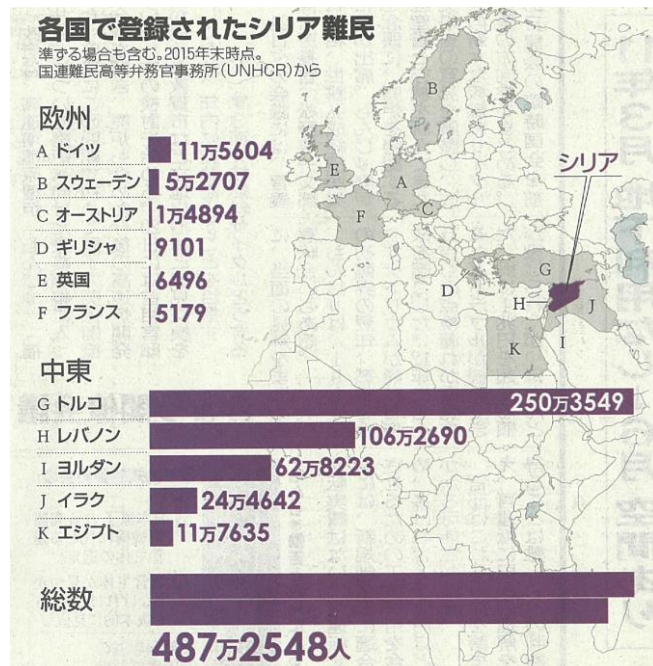 各国で登録されたシリア難民
準ずる場合も含む。2015年末時点。
国連難民高等弁務官事務所(UNHCR)から
欧州
A ドイツ 11万5604
B スウェーデン 5万2707
C オーストリア 1万4894
D ギリシャ 9101
E 英国 6496
F フランス 5179
中東
G トルコ 250万3549
H レバノン 106万2690
I ヨルダン 62万8223
J イラク 24万4642
K エジプト 11万7635
総数
487万2548人
シリア
B
E
A
C
F
G
D
H
J
I
K